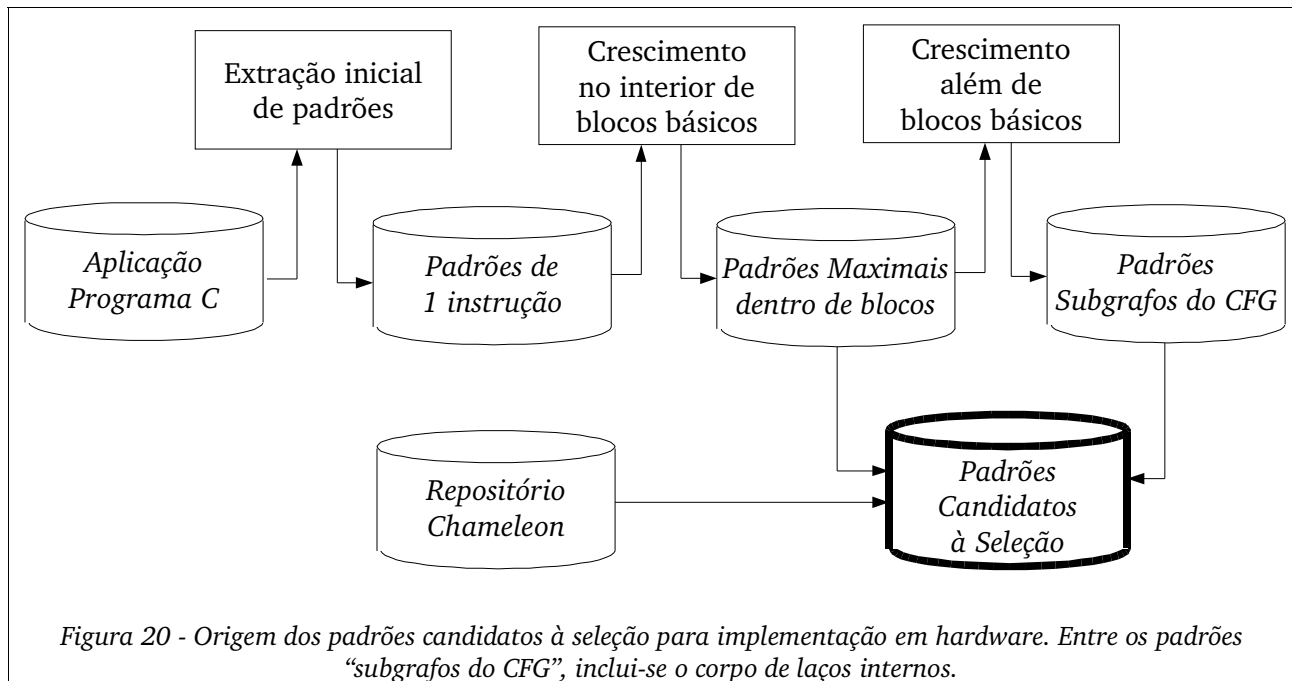 Extração inicial
de padrões
Crescimento
no interior de
blocos básicos
Crescimento
além de
blocos básicos
Aplicação
Programa C
Padrões de
1 instrução
Padrões Maximais
dentro de blocos
Padrões
Subgrafos do CFG
Repositório
Chameleon
Padrões
Candidatos
à Seleção
Figura 20 - Origem dos padrões candidatos à seleção para implementação em hardware. Entre os padrões
“subgrafos do CFG”, inclui-se o corpo de laços internos.